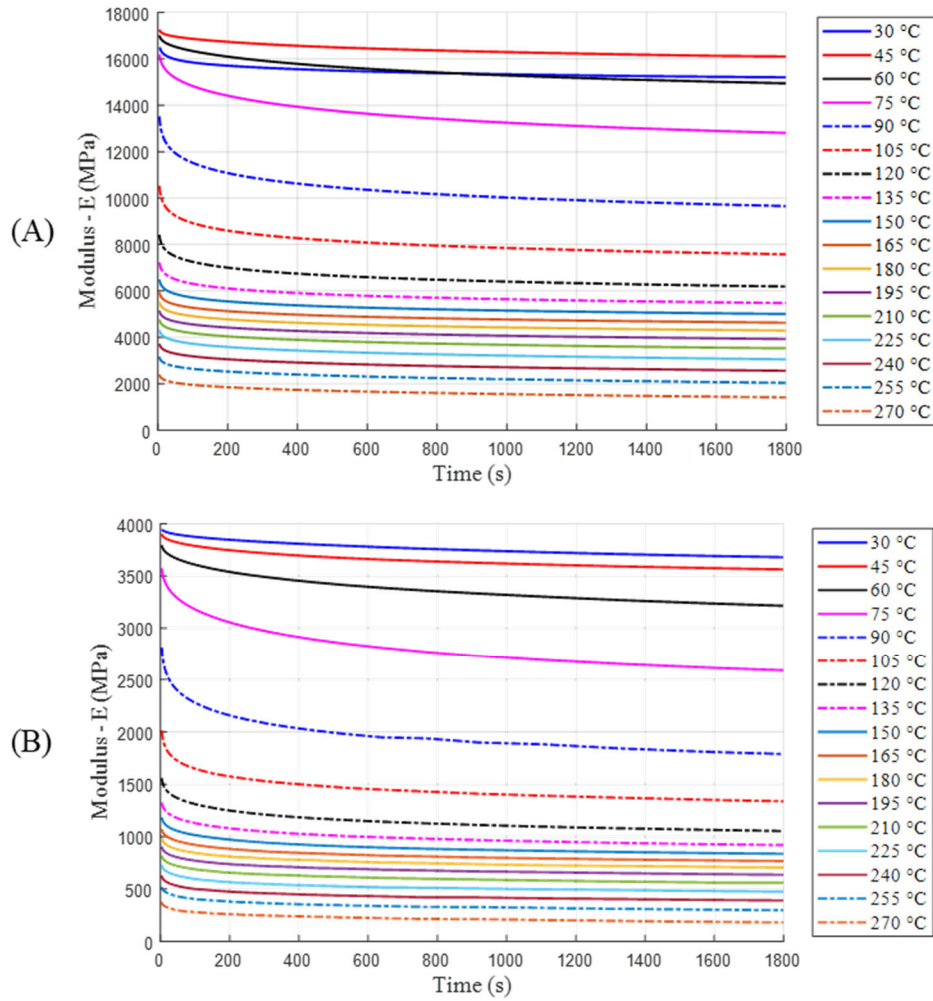 (A)
Modulus - E (MPa)
18000
16000
14000
12000
10000
8000
6000
4000
2000
0
0 200 400 600 800 1000 1200 1400 1600 1800
Time (s)
30 °C
45 °C
60 °C
75 °C
90 °C
105 °C
120 °C
135 °C
150 °C
165 °C
180 °C
195 °C
210 °C
225 °C
240 °C
255 °C
270 °C
(B)
Modulus - E (MPa)
4000
3500
3000
2500
2000
1500
1000
500
0
0 200 400 600 800 1000 1200 1400 1600 1800
Time (s)
30 °C
45 °C
60 °C
75 °C
90 °C
105 °C
120 °C
135 °C
150 °C
165 °C
180 °C
195 °C
210 °C
225 °C
240 °C
255 °C
270 °C